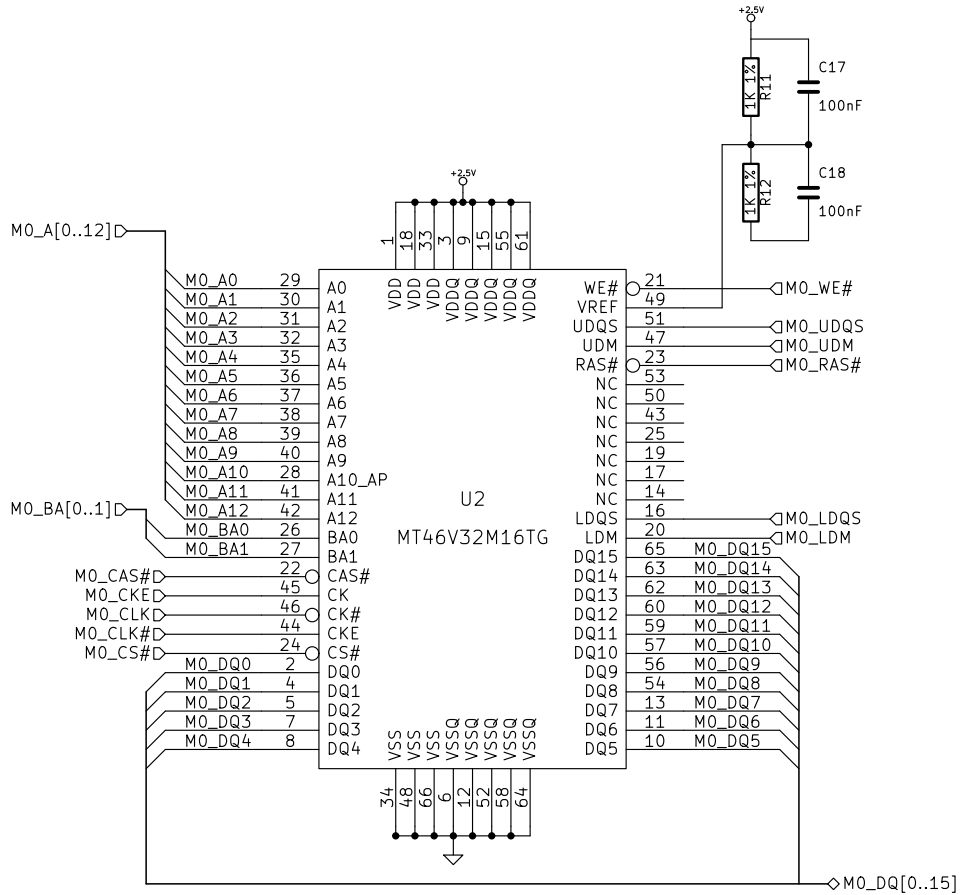 +2.5V
C17
1K 1%
R11
100nF
C18
1K 1%
R12
100nF
+2.5V
M0_A[0..12]
1 18 33 3 9 15 55 61
VDD VDD VDD VDDQ VDDQ VDDQ VDDQ VDDQ
M0_A0 29 A0 WE# 21 M0_WE#
M0_A1 30 A1 VREF 49
M0_A2 31 A2 UDQS 51 M0_UDQS
M0_A3 32 A3 UDM 47 M0_UDM
M0_A4 35 A4 RAS# 23 M0_RAS#
M0_A5 36 A5 NC 53
M0_A6 37 A6 NC 50
M0_A7 38 A7 NC 43
M0_A8 39 A8 NC 25
M0_A9 40 A9 NC 19
M0_A10 28 A10_AP NC 17
M0_A11 41 A11 NC 14
U2
M0_BA[0..1]
M0_A12 42 A12 LDQS 16 M0_LDQS
M0_BA0 26 BA0 LDM 20 M0_LDM
MT46V32M16TG
M0_BA1 27 BA1 DQ15 65 M0_DQ15
M0_CAS# 22 CAS# DQ14 63 M0_DQ14
M0_CKE 45 CK DQ13 62 M0_DQ13
M0_CLK 46 CK# DQ12 60 M0_DQ12
M0_CLK# 44 CKE DQ11 59 M0_DQ11
M0_CS# 24 CS# DQ10 57 M0_DQ10
M0_DQ0 2 DQ0 DQ9 56 M0_DQ9
M0_DQ1 4 DQ1 DQ8 54 M0_DQ8
M0_DQ2 5 DQ2 DQ7 13 M0_DQ7
M0_DQ3 7 DQ3 DQ6 11 M0_DQ6
M0_DQ4 8 DQ4 DQ5 10 M0_DQ5
VSS VSS VSS VSSQ VSSQ VSSQ VSSQ VSSQ
34 48 66 6 12 52 58 64
M0_DQ[0..15]